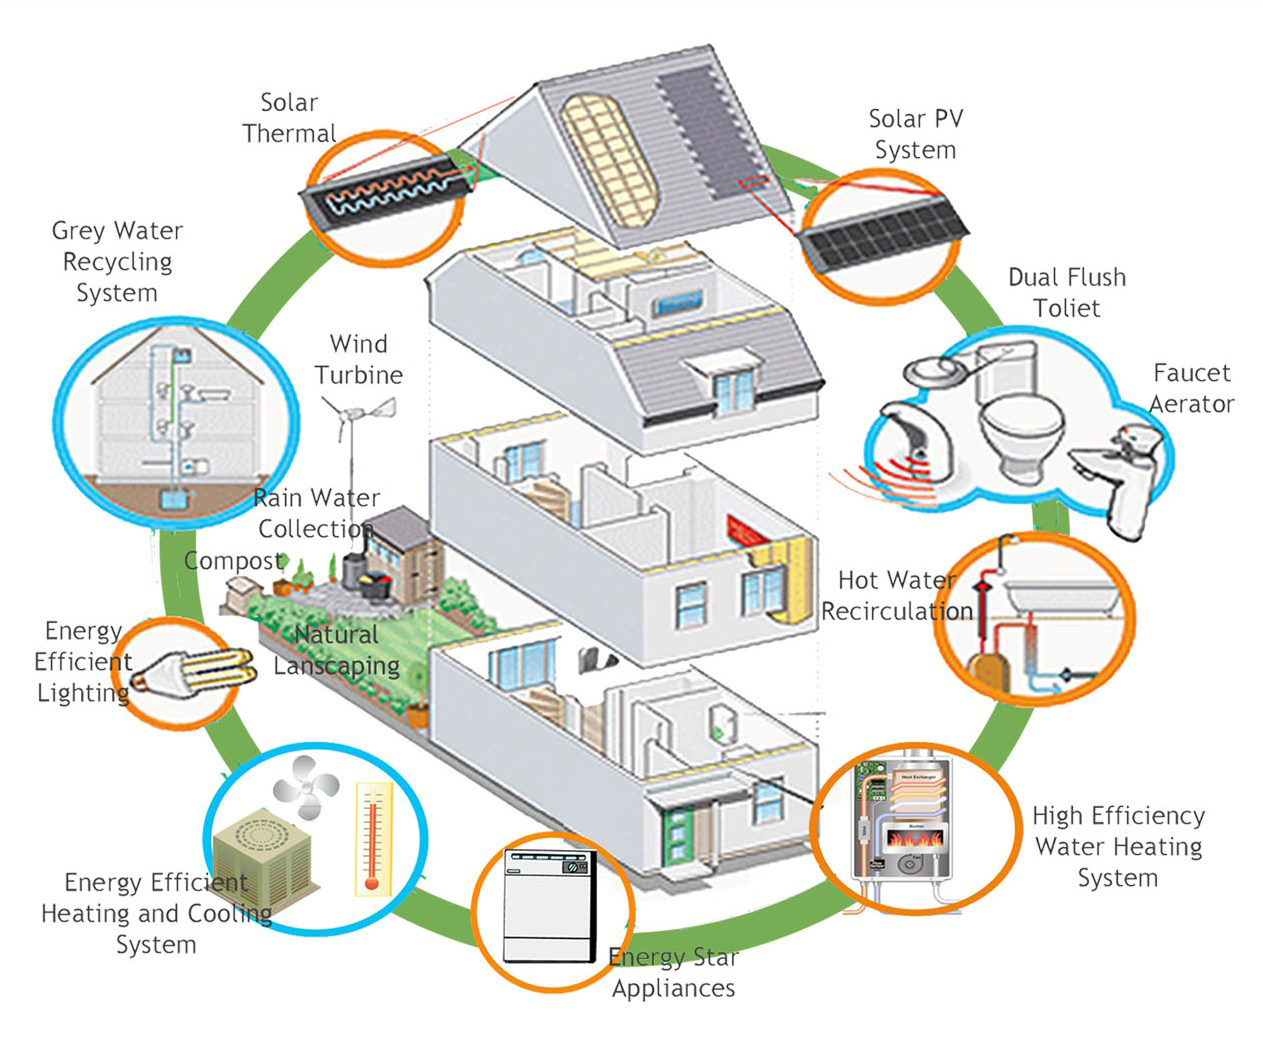 Solar
Thermal
Solar PV
System
Grey Water
Recycling
System
Dual Flush
Toliet
Wind
Turbine
Faucet
Aerator
Rain Water
Collection
Compost
Hot Water
Recirculation
Energy
Efficient
Lighting
Natural
Lanscaping
Heat Exchanger
Burner
High Efficiency
Water Heating
System
Energy Efficient
Heating and Cooling
System
Energy Star
Appliances